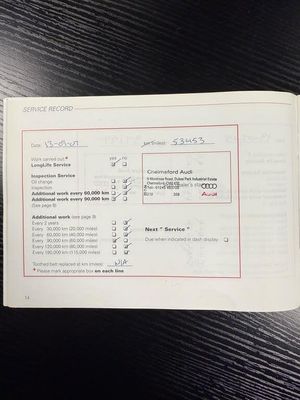 SERVICE RECORD
Date: 13-09-07 km (miles): 53453
Work carried out:* yes no
LongLife Service
Inspection Service
Oil change
Inspection
Additional work every 60,000 km
Additional work every 90,000 km
(See page 8)
Chelmsford Audi
Chelmsford CM2
Audi
Additional work (see page 8)
Every 2 years
Every 30,000 km (20,000 miles)
Every 60,000 km (40,000 miles)
Every 90,000 km (60,000 miles)
Every 120,000 km (80,000 miles)
Every 180,000 km (115,000 miles)
Next "Service"
Due when indicated in dash display
Toothed belt replaced at km (miles): N/A
* Please mark appropriate box on each line
14